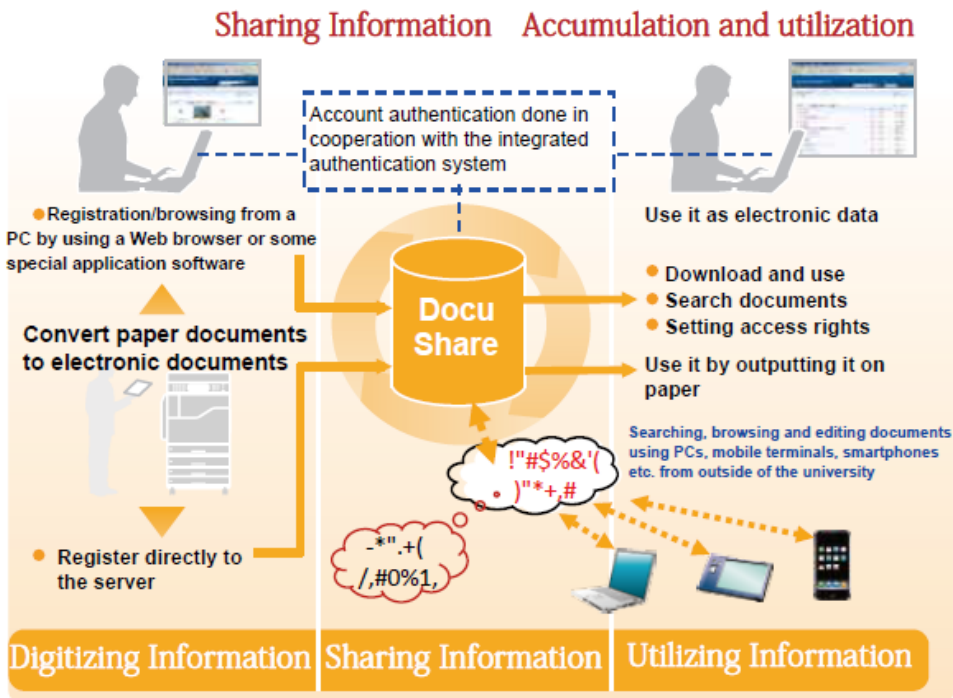 Sharing Information
Accumulation and utilization
Account authentication done in
cooperation with the integrated
authentication system
Registration/browsing from a
PC by using a Web browser or some
special application software
Convert paper documents
to electronic documents
Register directly to
the server
Docu
Share
!"#$%&'(
)"*+,#
-*".+(
/,#0%1,
Use it as electronic data
Download and use
Search documents
Setting access rights
Use it by outputting it on
paper
Searching, browsing and editing documents
using PCs, mobile terminals, smartphones
etc. from outside of the university
Digitizing Information
Sharing Information
Utilizing Information